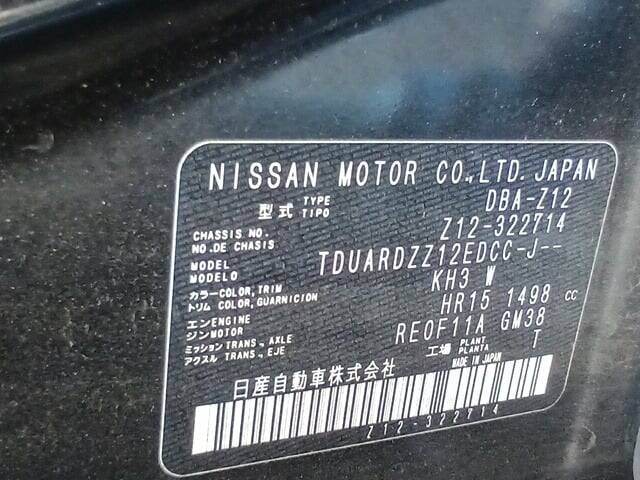 NISSAN MOTOR CO.,LTD. JAPAN
型式 TYPE TIPO DBA-Z12
CHASSIS NO. NO.DE CHASIS Z12-322714
MODEL MODELO TDUARDZZ12EDCC-J--
カラー COLOR,TRIM トリム COLOR,GUARNICION KH3 W
エンジン ENGINE MOTOR HR15 1498 cc
ミッション TRANS.,AXLE アクスル TRANS.,EJE RE0F11A GM38
工場 PLANT PLANTA T
日産自動車株式会社 MADE IN JAPAN
Z12-322714